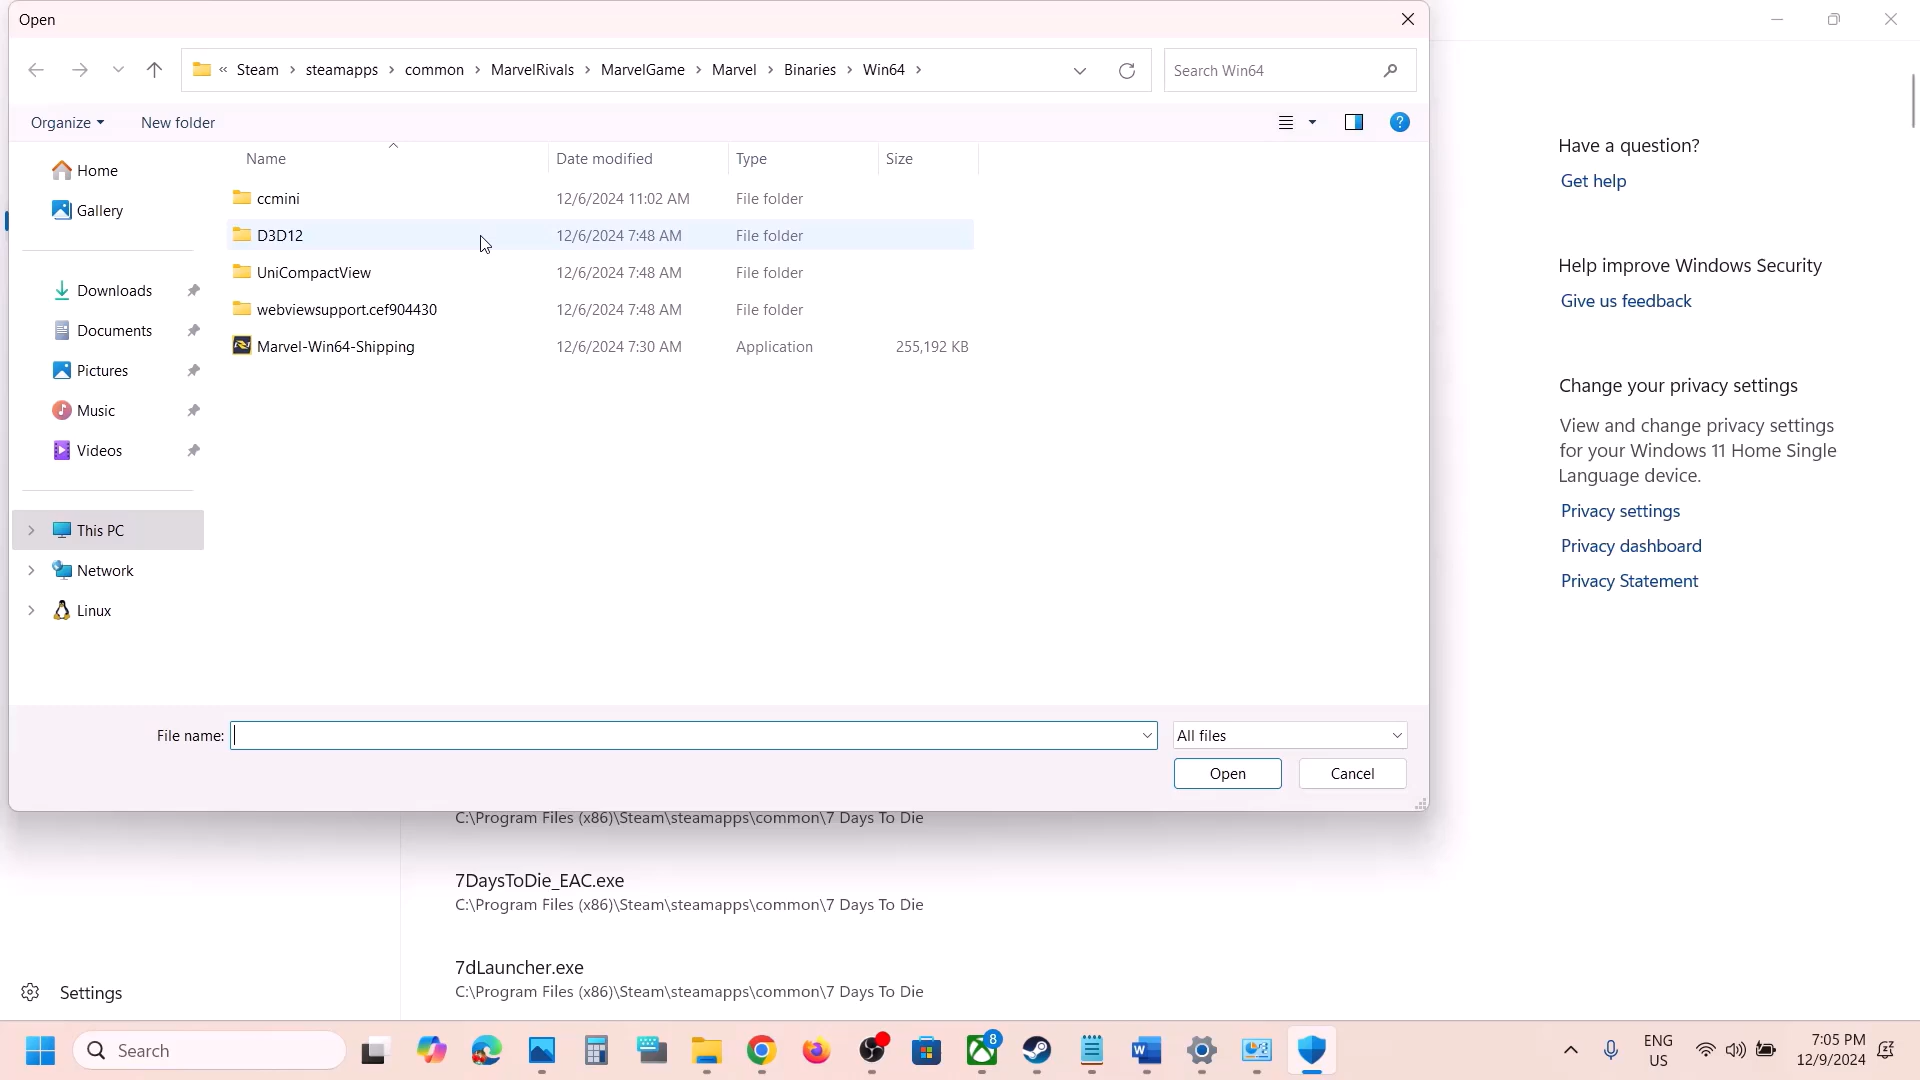 Open
« Steam > steamapps > common > MarvelRivals > MarvelGame > Marvel > Binaries > Win64 >
Search Win64
Organize
New folder
Name
Date modified
Type
Size
Home
Gallery
Downloads
Documents
Pictures
Music
Videos
This PC
Network
Linux
ccmini 12/6/2024 11:02 AM File folder
D3D12 12/6/2024 7:48 AM File folder
UniCompactView 12/6/2024 7:48 AM File folder
webviewsupport.cef904430 12/6/2024 7:48 AM File folder
Marvel-Win64-Shipping 12/6/2024 7:30 AM Application 255,192 KB
File name:
All files
Open
Cancel
Have a question?
Get help
Help improve Windows Security
Give us feedback
Change your privacy settings
View and change privacy settings
for your Windows 11 Home Single
Language device.
Privacy settings
Privacy dashboard
Privacy Statement
C:\Program Files (x86)\Steam\steamapps\common\7 Days To Die
7DaysToDie_EAC.exe
C:\Program Files (x86)\Steam\steamapps\common\7 Days To Die
7dLauncher.exe
C:\Program Files (x86)\Steam\steamapps\common\7 Days To Die
Settings
Search
8
ENG
US
7:05 PM
12/9/2024